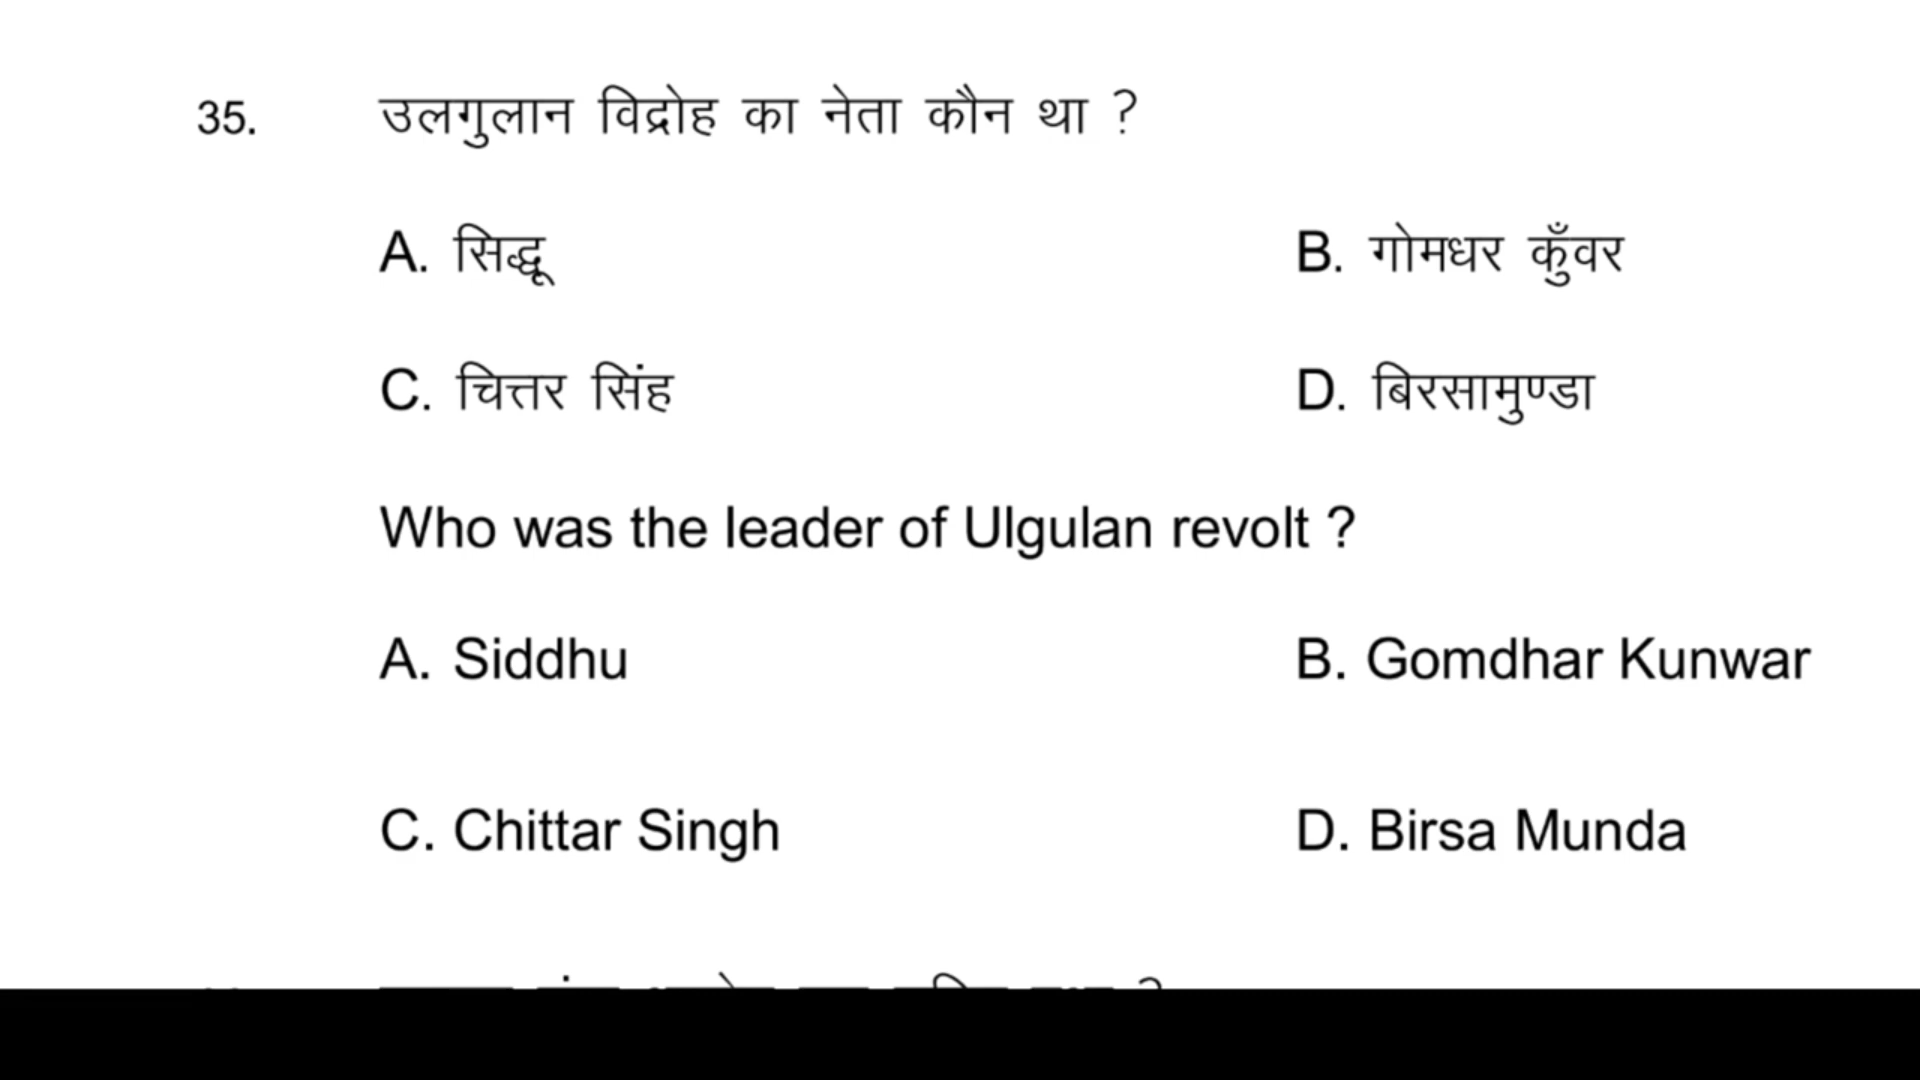 35. उलगुलान विद्रोह का नेता कौन था ?
A. सिद्धू B. गोमधर कुँवर
C. चित्तर सिंह D. बिरसामुण्डा
Who was the leader of Ulgulan revolt ?
A. Siddhu B. Gomdhar Kunwar
C. Chittar Singh D. Birsa Munda